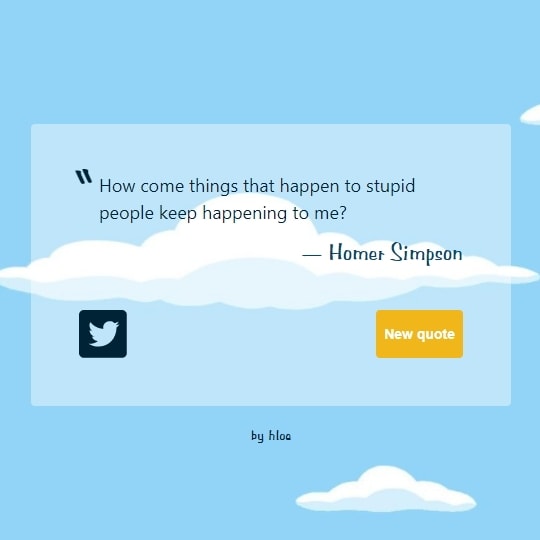 " How come things that happen to stupid
people keep happening to me?
— Homer Simpson
New quote
by hloa